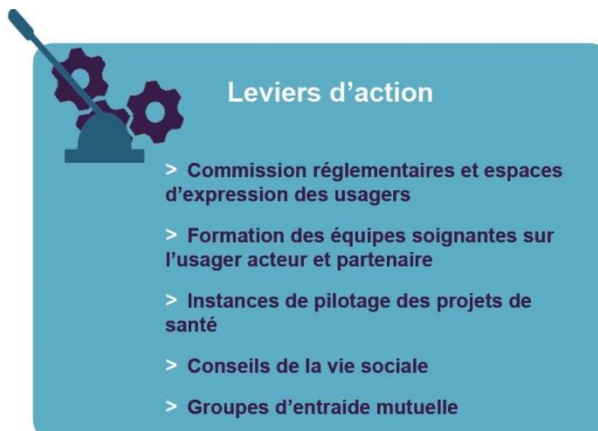 Leviers d’action
> Commission réglementaires et espaces
d’expression des usagers
> Formation des équipes soignantes sur
l’usager acteur et partenaire
> Instances de pilotage des projets de
santé
> Conseils de la vie sociale
> Groupes d’entraide mutuelle